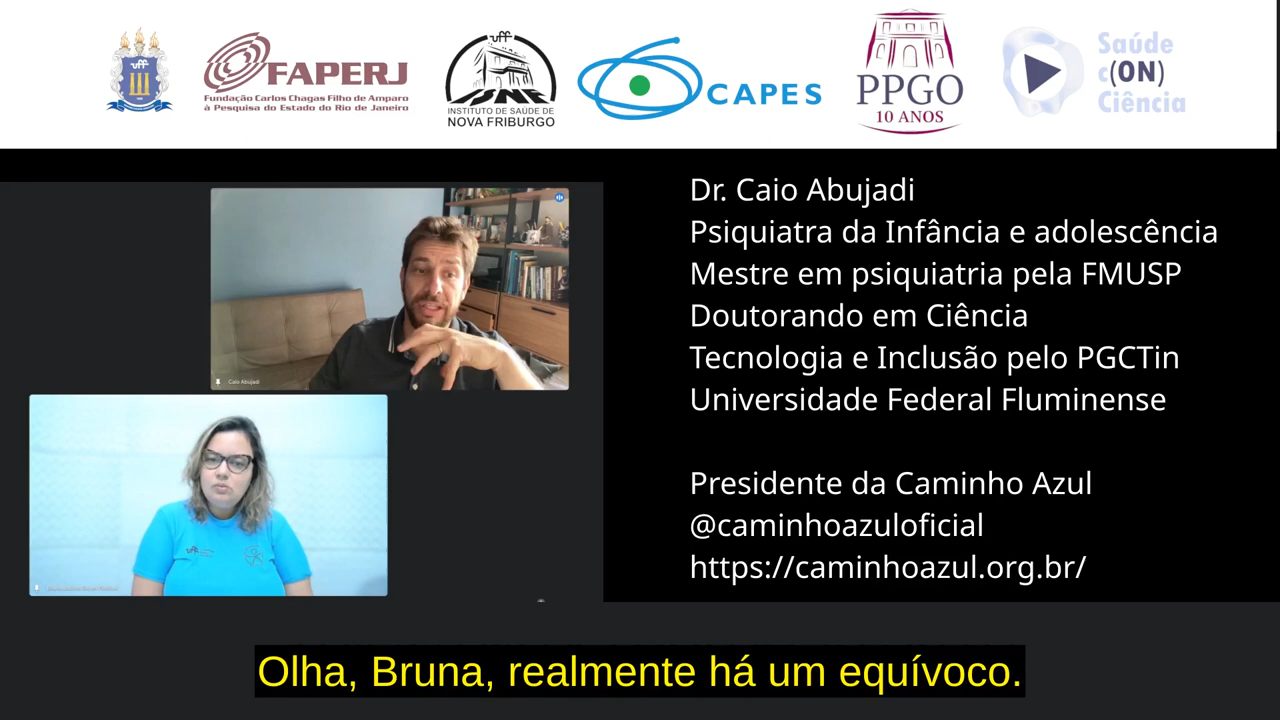 uff
FAPERJ
Fundação Carlos Chagas Filho de Amparo
à Pesquisa do Estado do Rio de Janeiro
INSTITUTO DE SAÚDE DE
NOVA FRIBURGO
CAPES
PPGO
10 ANOS
Saúde
c(ON)
Ciência
Dr. Caio Abujadi
Psiquiatra da Infância e adolescência
Mestre em psiquiatria pela FMUSP
Doutorando em Ciência
Tecnologia e Inclusão pelo PGCTin
Universidade Federal Fluminense
Presidente da Caminho Azul
@caminhoazuloficial
https://caminhoazul.org.br/
Caio Abujadi
uff
Olha, Bruna, realmente há um equívoco.